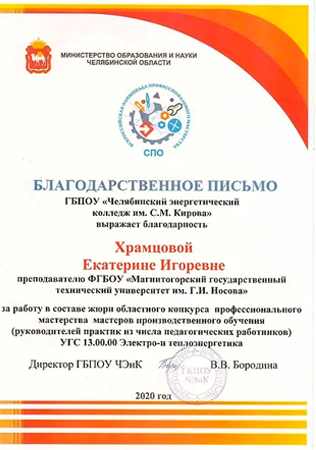 МИНИСТЕРСТВО ОБРАЗОВАНИЯ И НАУКИ
ЧЕЛЯБИНСКОЙ ОБЛАСТИ
ВСЕРОССИЙСКАЯ ОЛИМПИАДА ПРОФЕССИОНАЛЬНОГО МАСТЕРСТВА
СПО
БЛАГОДАРСТВЕННОЕ ПИСЬМО
ГБПОУ «Челябинский энергетический
колледж им. С.М. Кирова»
выражает благодарность
Храмцовой
Екатерине Игоревне
преподавателю ФГБОУ «Магнитогорский государственный
технический университет им. Г.И. Носова»
за работу в составе жюри областного конкурса профессионального
мастерства мастеров производственного обучения
(руководителей практик из числа педагогических работников)
УГС 13.00.00 Электро-и теплоэнергетика
Директор ГБПОУ ЧЭнК В.В. Бородина
ГБПОУ
ЧЭнК
2020 год